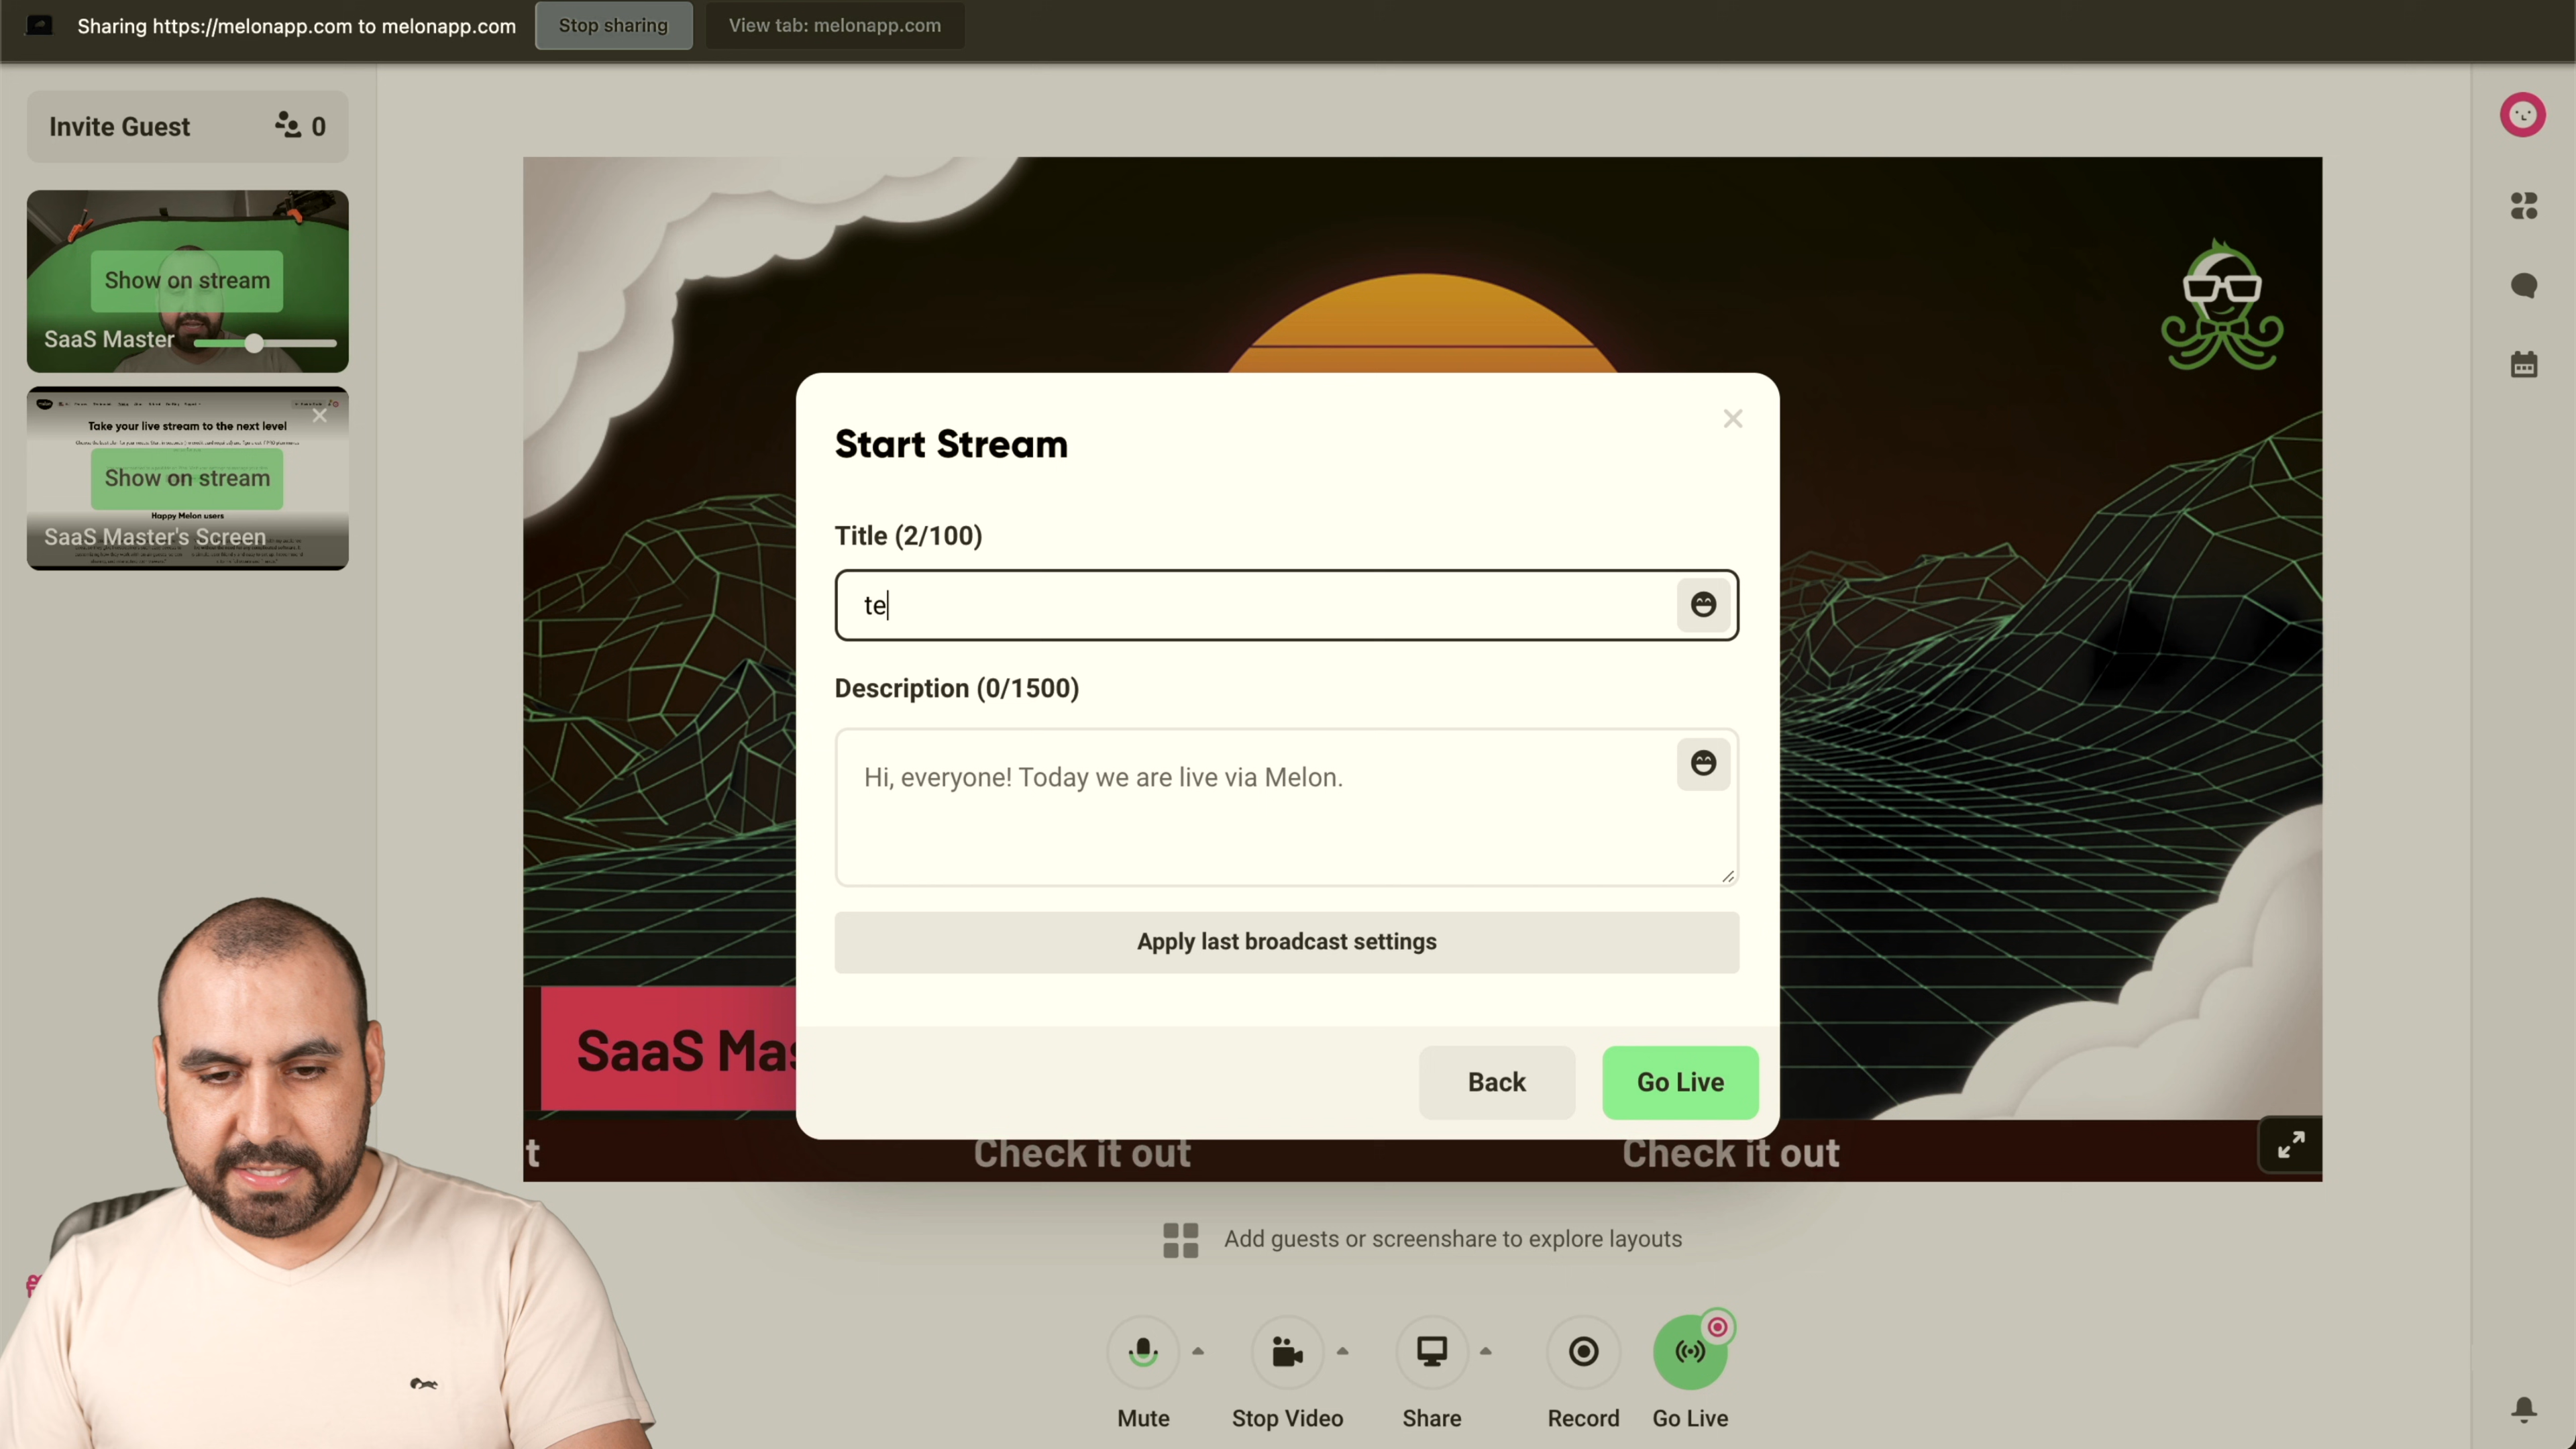 Sharing https://melonapp.com to melonapp.com
Stop sharing
View tab: melonapp.com
Invite Guest
0
Show on stream
SaaS Master
Take your live stream to the next level
Show on stream
Happy Melon users
SaaS Master's Screen
Start Stream
Title (2/100)
te
Description (0/1500)
Hi, everyone! Today we are live via Melon.
Apply last broadcast settings
Back
Go Live
SaaS Mas
t
Check it out
Check it out
Add guests or screenshare to explore layouts
Mute
Stop Video
Share
Record
Go Live